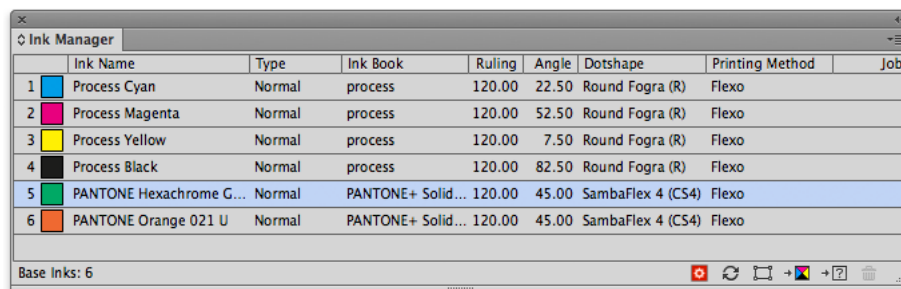 Ink Manager
Ink Name Type Ink Book Ruling Angle Dotshape Printing Method Job
1 Process Cyan Normal process 120.00 22.50 Round Fogra (R) Flexo
2 Process Magenta Normal process 120.00 52.50 Round Fogra (R) Flexo
3 Process Yellow Normal process 120.00 7.50 Round Fogra (R) Flexo
4 Process Black Normal process 120.00 82.50 Round Fogra (R) Flexo
5 PANTONE Hexachrome G... Normal PANTONE+ Solid... 120.00 45.00 SambaFlex 4 (CS4) Flexo
6 PANTONE Orange 021 U Normal PANTONE+ Solid... 120.00 45.00 SambaFlex 4 (CS4) Flexo
Base Inks: 6